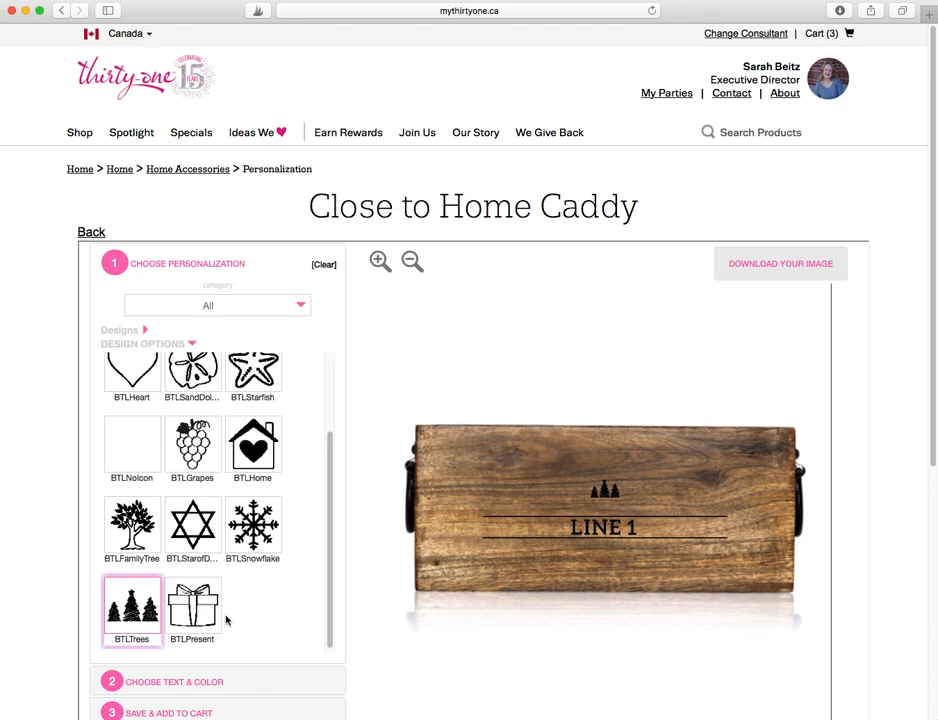 mythirtyone.ca
Canada
Change Consultant | Cart (3)
thirty-one
CELEBRATING
15
YEARS
Sarah Beitz
Executive Director
My Parties | Contact | About
Shop Spotlight Specials Ideas We Earn Rewards Join Us Our Story We Give Back Search Products
Home > Home > Home Accessories > Personalization
Close to Home Caddy
Back
1 CHOOSE PERSONALIZATION [Clear]
DOWNLOAD YOUR IMAGE
category
All
Designs
DESIGN OPTIONS
BTLHeart BTLSandDol... BTLStarfish
BTLNoIcon BTLGrapes BTLHome
BTLFamilyTree BTLStarofD... BTLSnowflake
BTLTrees BTLPresent
LINE 1
2 CHOOSE TEXT & COLOR
3 SAVE & ADD TO CART